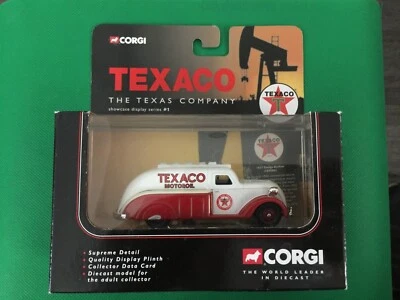 CORGI
TEXACO
THE TEXAS COMPANY
showcase display series #1
TEXACO
T
TEXACO
TEXACO
MOTOR OIL
• Supreme Detail
• Quality Display Plinth
• Collector Data Card
• Diecast model for
the adult collector
CORGI
THE WORLD LEADER
IN DIECAST